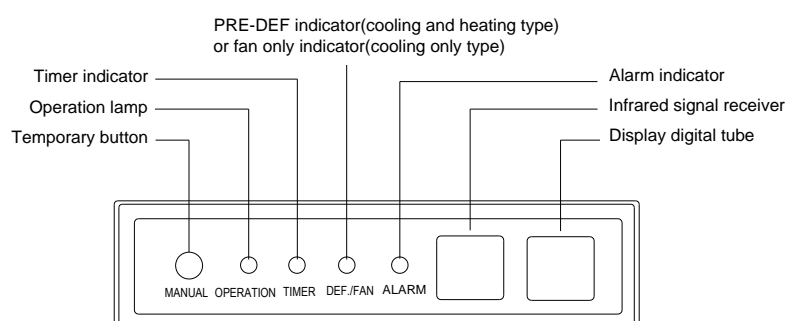 PRE-DEF indicator(cooling and heating type)
or fan only indicator(cooling only type)
Timer indicator
Alarm indicator
Operation lamp
Infrared signal receiver
Temporary button
Display digital tube
MANUAL OPERATION TIMER DEF./FAN ALARM